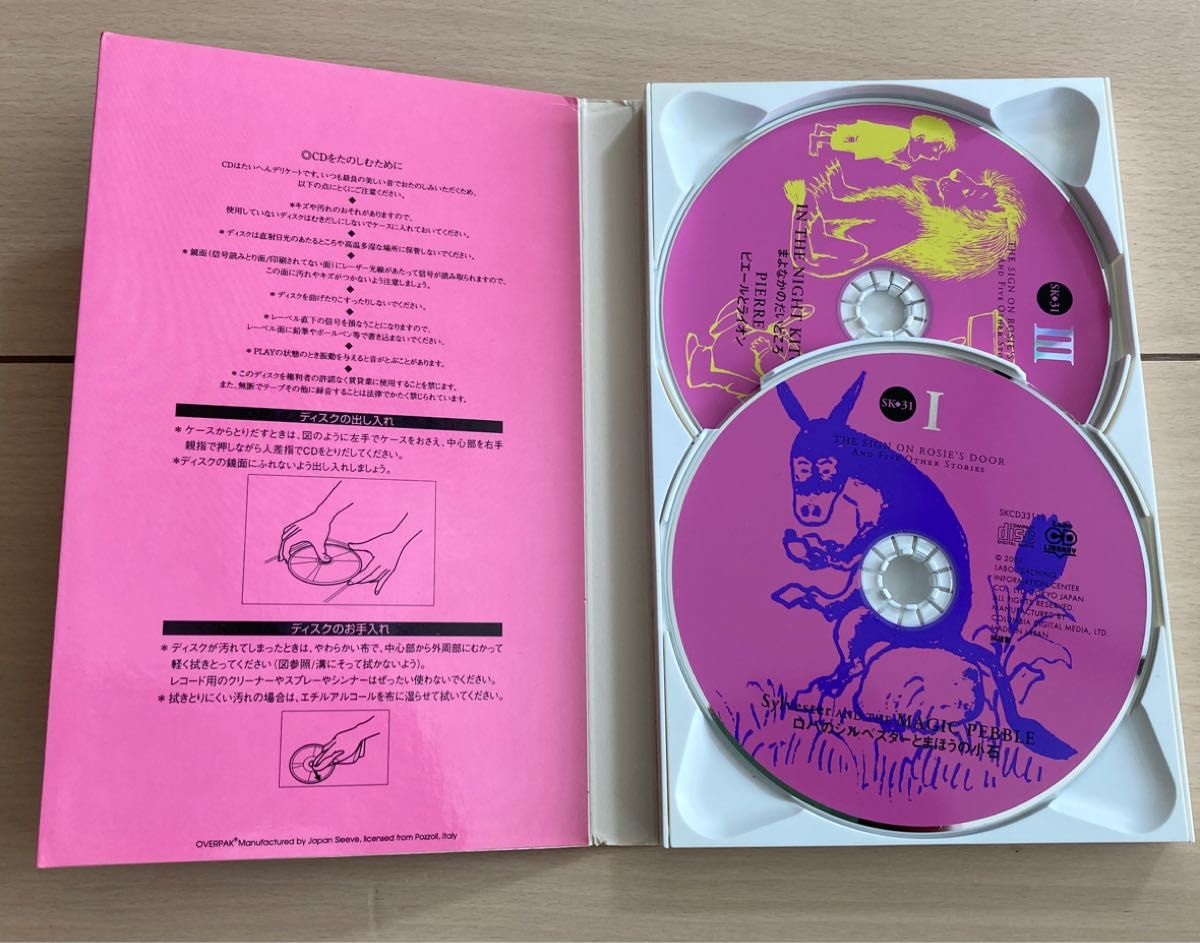 ◎CDをたのしむために
CDはたいへんデリケートです。いつも最良の美しい音でおたのしみいただくため、
以下の点にとくにご注意ください。
◆
*キズや汚れのおそれがありますので、
使用していないディスクはむきだしにしないでケースに入れておいてください。
◆
*ディスクは直射日光のあたるところや高温多湿な場所に保管しないでください。
◆
*鏡面(信号読みとり面/印刷されてない面)にレーザー光線があたって信号が読み取られますので、
この面に汚れやキズがつかないよう注意しましょう。
◆
*ディスクを曲げたりこすったりしないでください。
◆
*レーベル直下の信号を損なうことになりますので、
レーベル面に鉛筆やボールペン等で書き込まないでください。
◆
*PLAYの状態のとき振動を与えると音がとぶことがあります。
◆
*このディスクを権利者の許諾なく賃貸業に使用することを禁じます。
また、無断でテープその他に録音することは法律でかたく禁じられています。
ディスクの出し入れ
*ケースからとりだすときは、図のように左手でケースをおさえ、中心部を右手
親指で押しながら人差指でCDをとりだしてください。
*ディスクの鏡面にふれないよう出し入れしましょう。
ディスクのお手入れ
*ディスクが汚れてしまったときは、やわらかい布で、中心部から外周部にむかって
軽く拭きとってください(図参照/溝にそって拭かないよう)。
レコード用のクリーナーやスプレーやシンナーはぜったい使わないでください。
*拭きとりにくい汚れの場合は、エチルアルコールを布に湿らせて拭いてください。
OVERPAK® Manufactured by Japan Sleeve, licensed from Pozzoli, Italy
SK◆31
III
THE SIGN ON ROSIE'S
AND FIVE OTHER
IN THE NIGHT
まよなかのだいどころ
PIERRE
ピエールとライオン
SK◆31
I
THE SIGN ON ROSIE'S DOOR
AND FIVE OTHER STORIES
COMPACT
disc
DIGITAL AUDIO
Labo
CD
LIBRARY
LABO TEACHING
INFORMATION CENTER
CO., LTD. TOKYO JAPAN
ALL RIGHTS RESERVED.
MANUFACTURED BY
COLUMBIA DIGITAL MEDIA, LTD.
MADE IN JAPAN
Sylvester AND THE MAGIC PEBBLE
ロバのシルベスターとまほうの小石